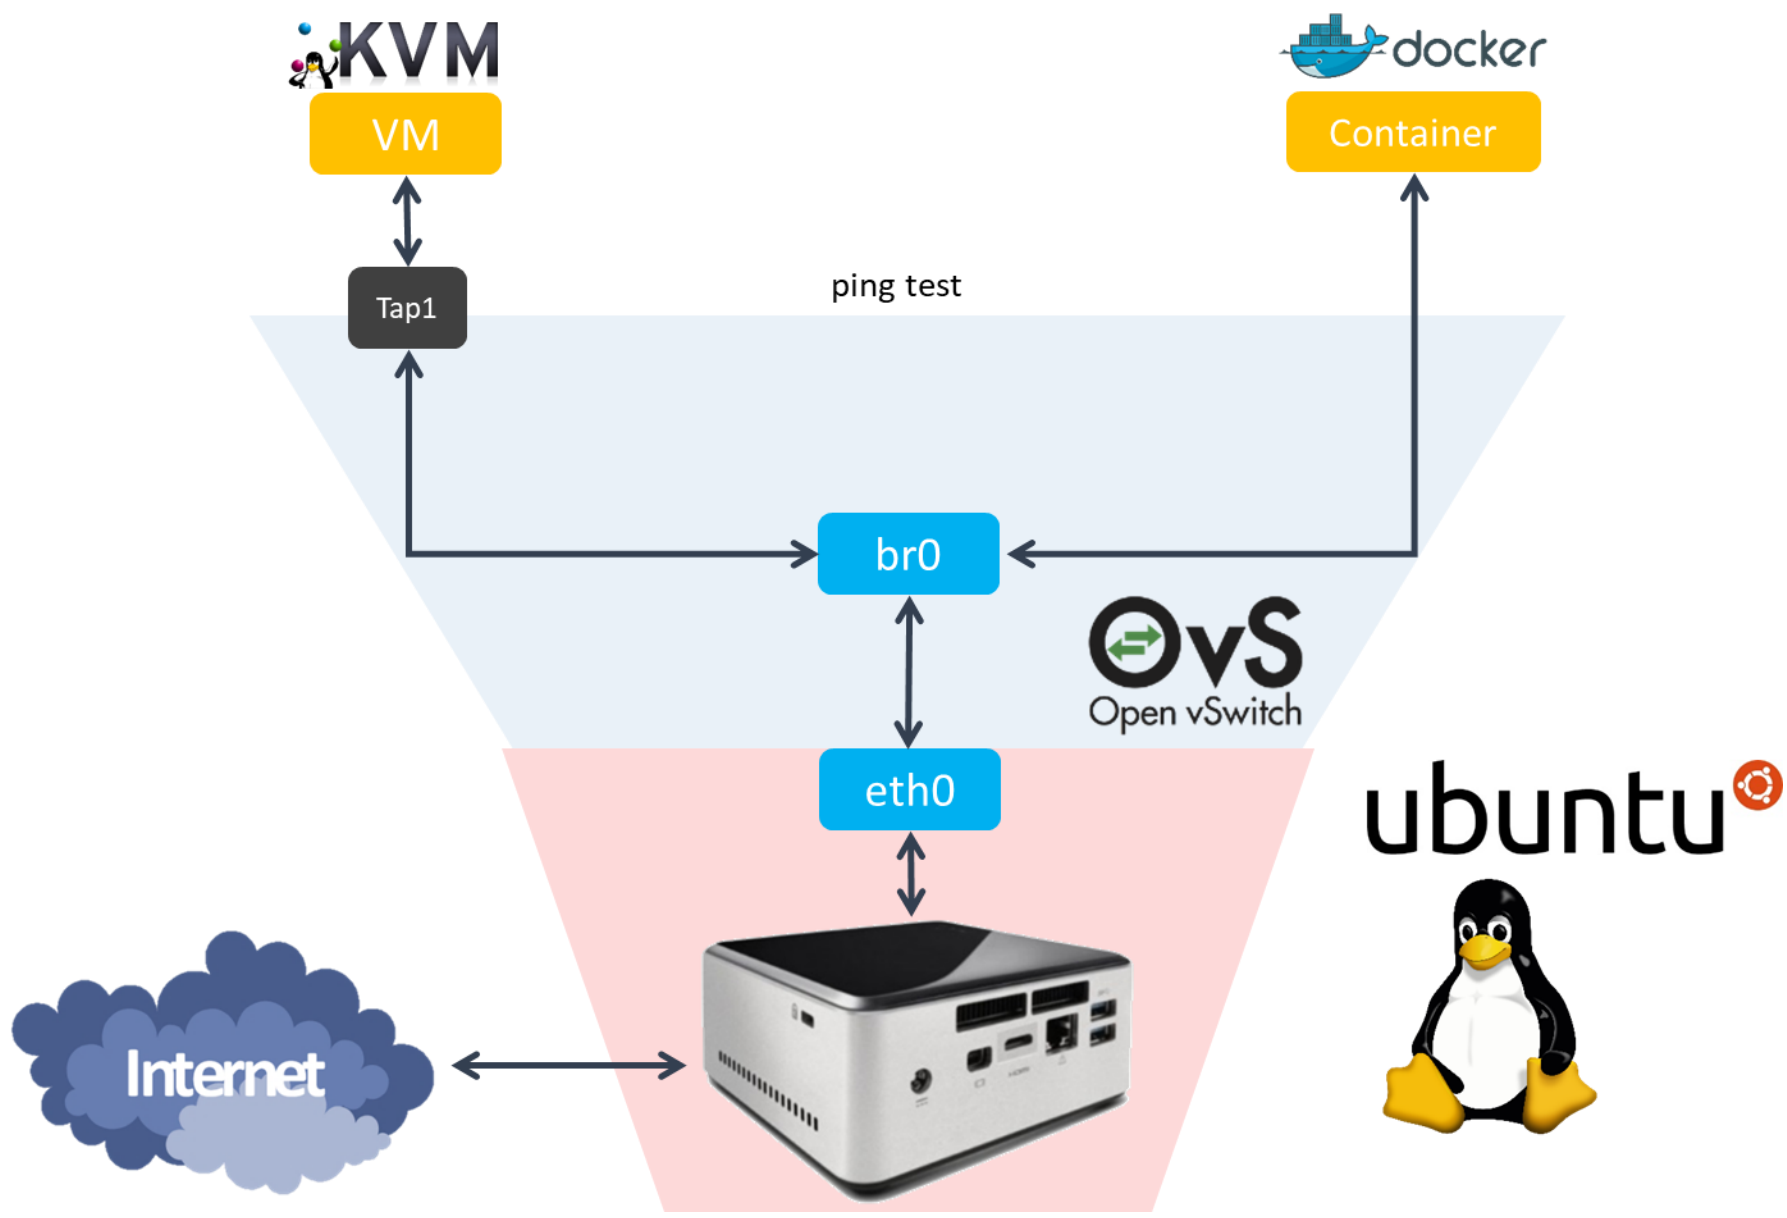 KVM
docker
VM
Container
ping test
Tap1
br0
OvS
Open vSwitch
eth0
ubuntu
Internet